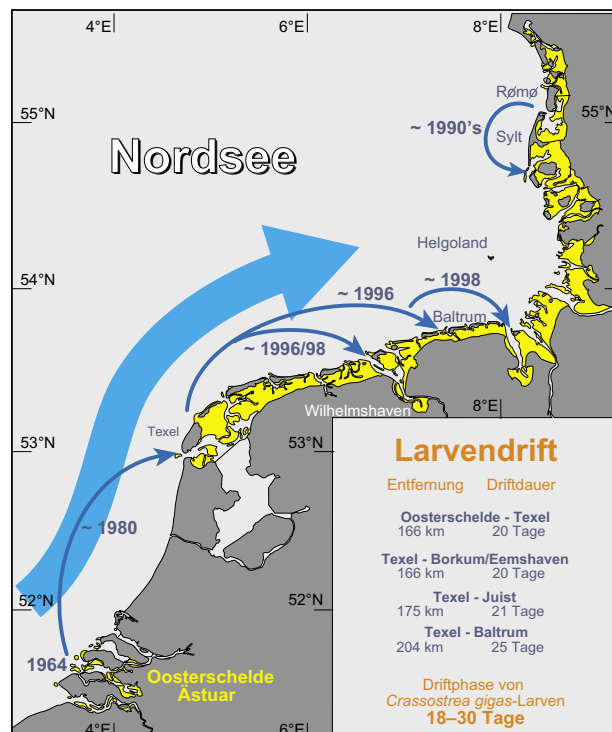 4°E
6°E
8°E
55°N
55°N
Rømø
~ 1990's
Sylt
Nordsee
Helgoland
54°N
54°N
~ 1998
~ 1996
Baltrum
~ 1996/98
Wilhelmshaven
8°E
Texel
53°N
53°N
~ 1980
52°N
52°N
1964
Oosterschelde
Ästuar
4°E
6°E
Larvendrift
Entfernung Driftdauer
Oosterschelde - Texel
166 km 20 Tage
Texel - Borkum/Eemshaven
166 km 20 Tage
Texel - Juist
175 km 21 Tage
Texel - Baltrum
204 km 25 Tage
Driftphase von
Crassostrea gigas-Larven
18–30 Tage